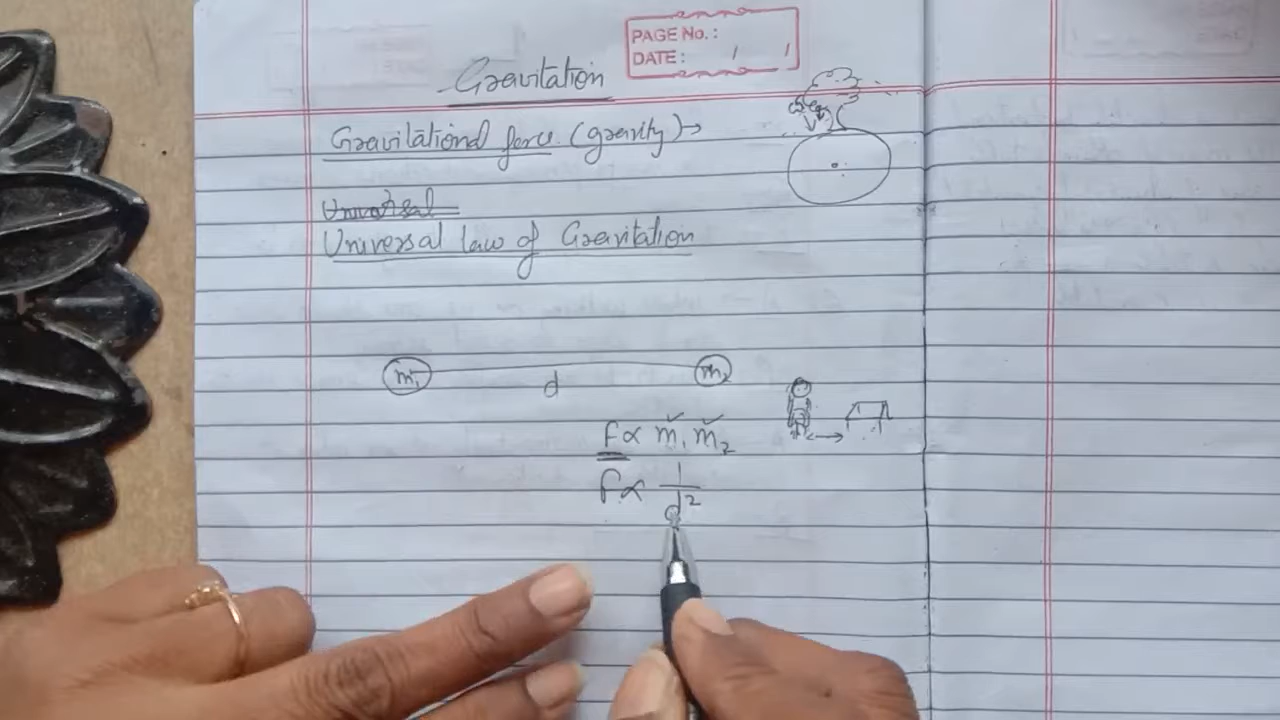 PAGE No.:
DATE: / /
Gravitation
Gravitational force (gravity) →
Universal
Universal law of Gravitation
m₁ d m₂
F ∝ m₁ m₂
F ∝ 1/d²